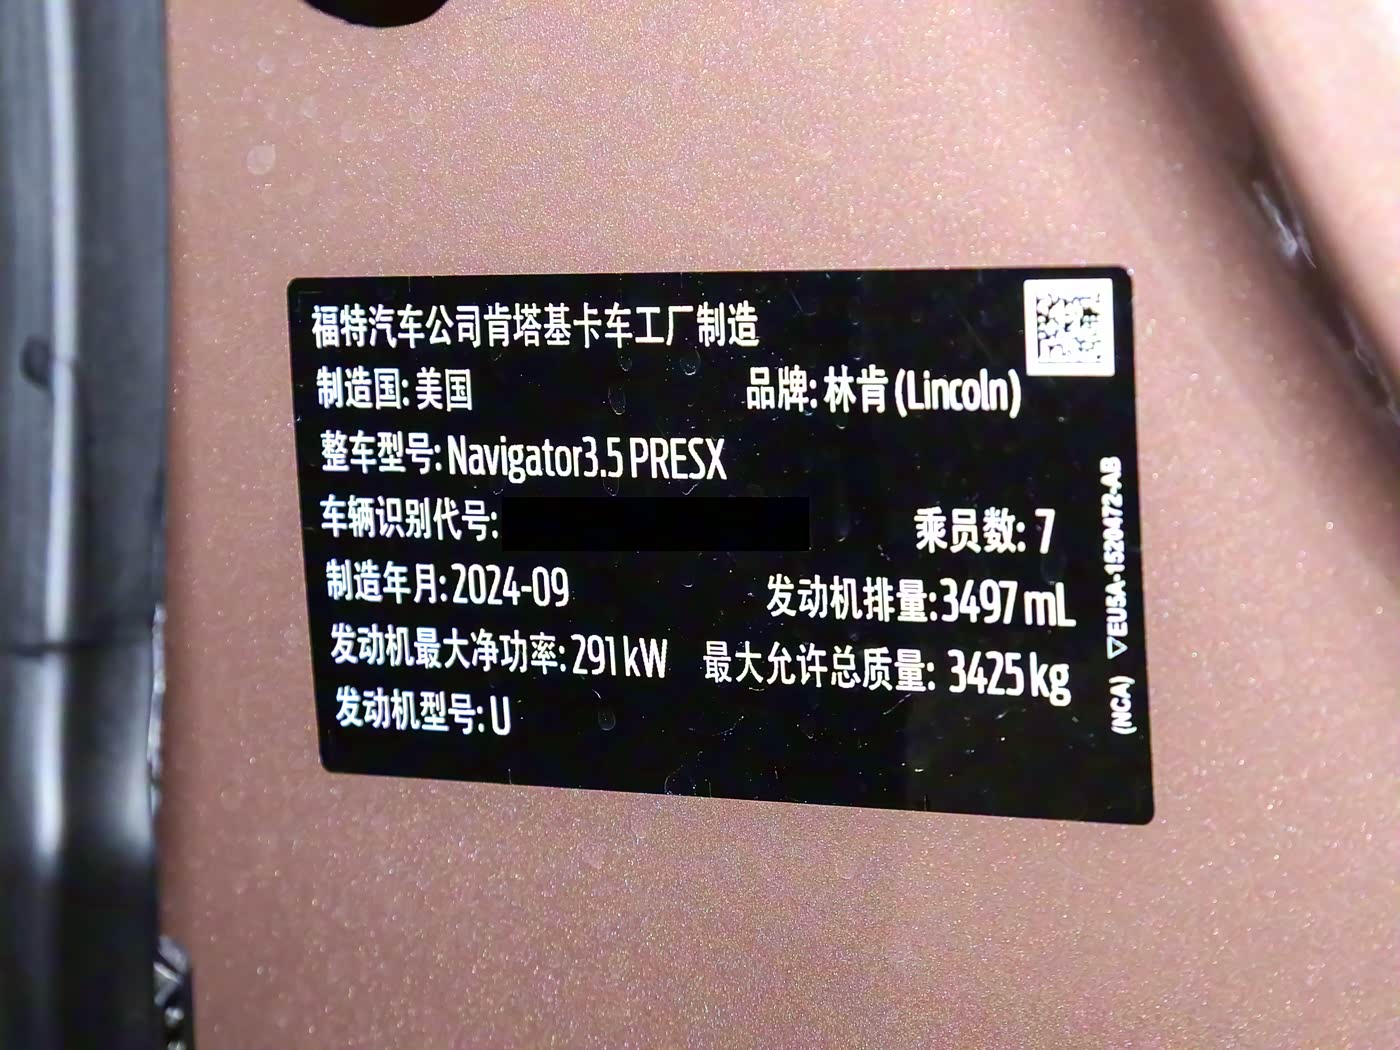 福特汽车公司肯塔基卡车工厂制造
制造国: 美国 品牌: 林肯 (Lincoln)
整车型号: Navigator3.5 PRESX
车辆识别代号: 乘员数: 7
制造年月: 2024-09 发动机排量: 3497 mL
发动机最大净功率: 291 kW 最大允许总质量: 3425 kg
发动机型号: U
(NCA) ▽EU5A-1520472-AB